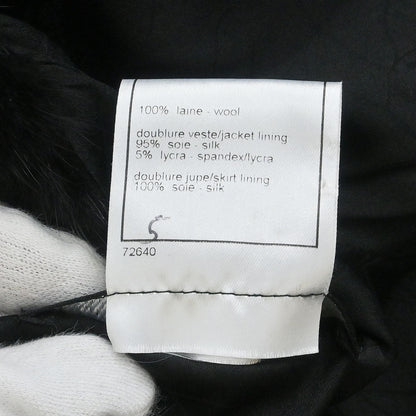 100% laine - wool
doublure veste/jacket lining
95% soie - silk
5% lycra - spandex/lycra
doublure jupe/skirt lining
100% soie - silk
5
72640